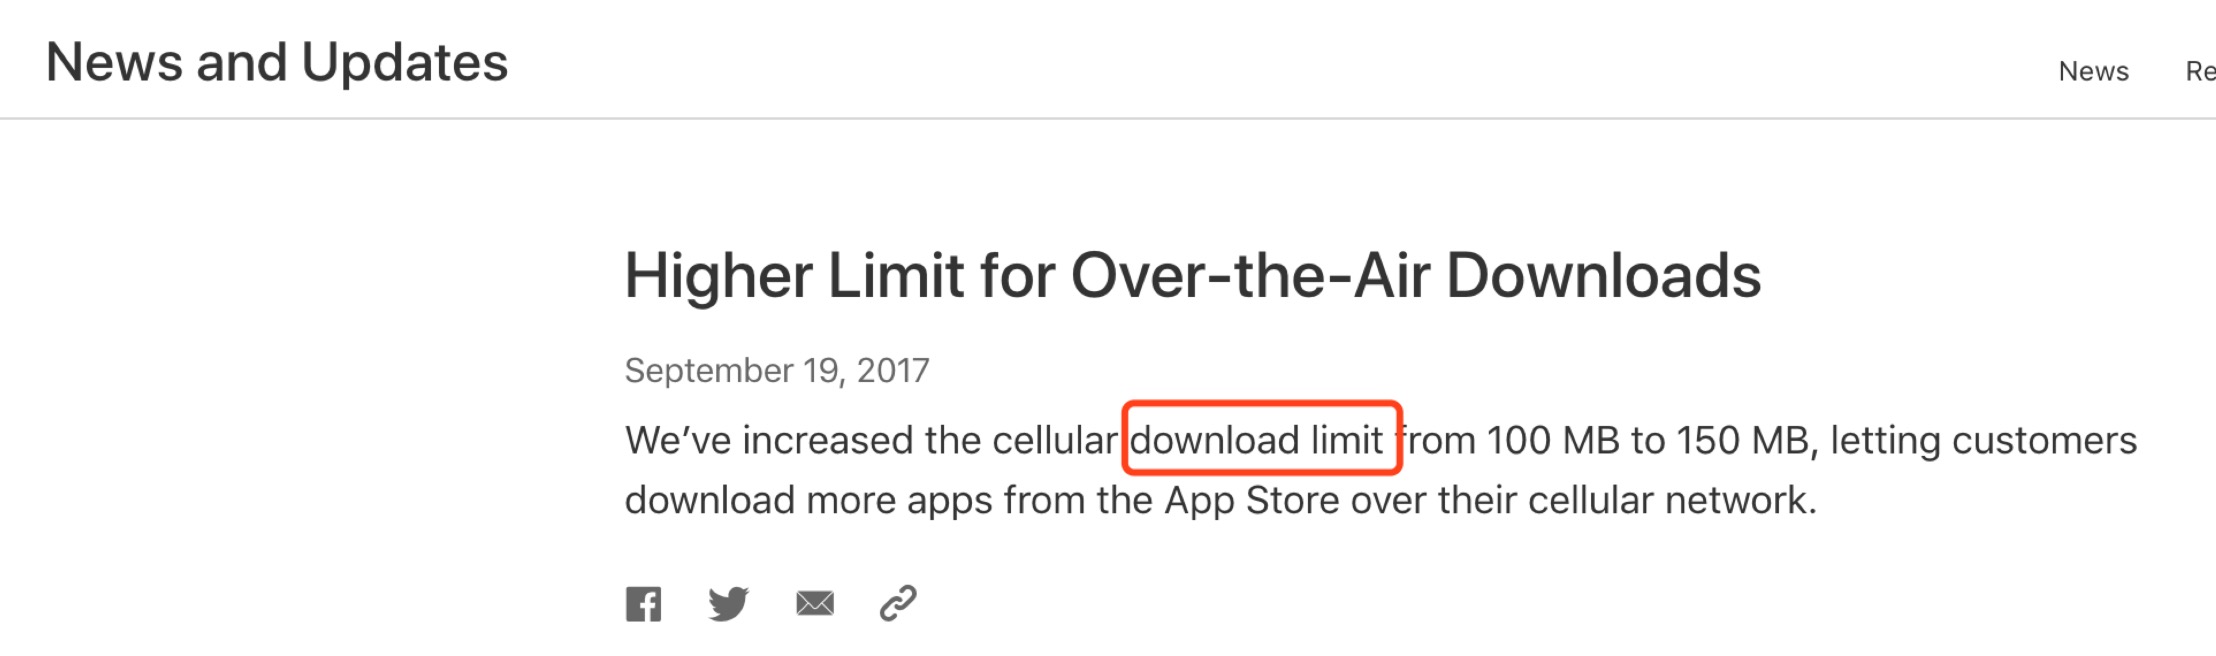 News and Updates
News
Re
Higher Limit for Over-the-Air Downloads
September 19, 2017
We’ve increased the cellular download limit from 100 MB to 150 MB, letting customers
download more apps from the App Store over their cellular network.